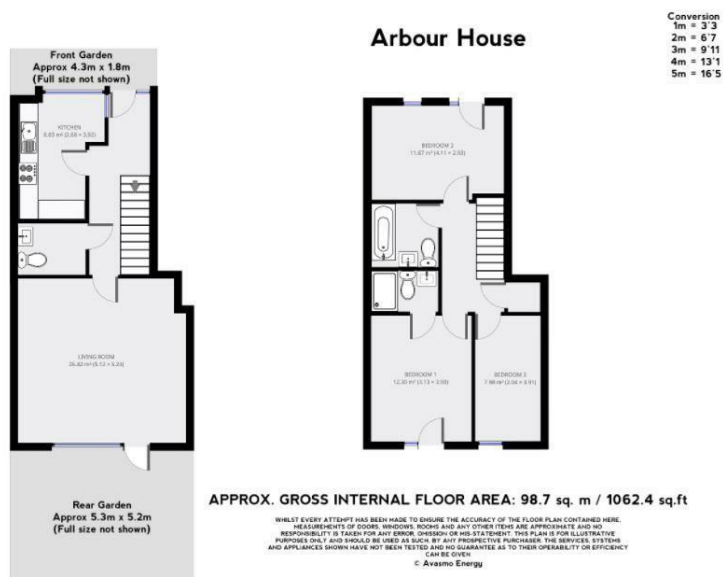 Arbour House
Conversion
1m = 3'3
2m = 6'7
3m = 9'11
4m = 13'1
5m = 16'5
Front Garden
Approx 4.3m x 1.8m
(Full size not shown)
KITCHEN
BEDROOM 2
LIVING ROOM
BEDROOM 1
BEDROOM 3
Rear Garden
Approx 5.3m x 5.2m
(Full size not shown)
APPROX. GROSS INTERNAL FLOOR AREA: 98.7 sq. m / 1062.4 sq.ft
WHILST EVERY ATTEMPT HAS BEEN MADE TO ENSURE THE ACCURACY OF THE FLOOR PLAN CONTAINED HERE,
MEASUREMENTS OF DOORS, WINDOWS, ROOMS AND ANY OTHER ITEMS ARE APPROXIMATE AND NO
RESPONSIBILITY IS TAKEN FOR ANY ERROR, OMISSION OR MIS-STATEMENT. THIS PLAN IS FOR ILLUSTRATIVE
PURPOSES ONLY AND SHOULD BE USED AS SUCH. BY ANY PROSPECTIVE PURCHASER. THE SERVICES, SYSTEMS
AND APPLIANCES SHOWN HAVE NOT BEEN TESTED AND NO GUARANTEE AS TO THEIR OPERABILITY OR EFFICIENCY
CAN BE GIVEN
© Avasmo Energy